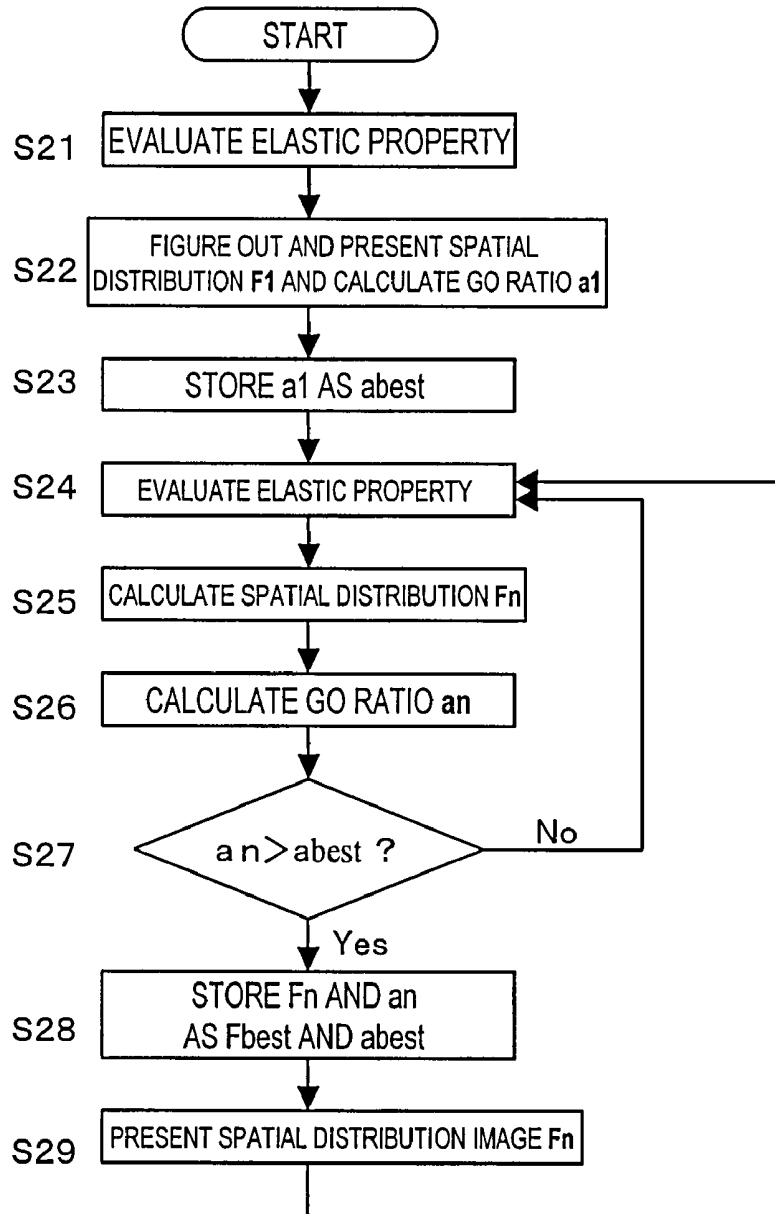 START
S21
EVALUATE ELASTIC PROPERTY
S22
FIGURE OUT AND PRESENT SPATIAL
DISTRIBUTION F1 AND CALCULATE GO RATIO a1
S23
STORE a1 AS abest
S24
EVALUATE ELASTIC PROPERTY
S25
CALCULATE SPATIAL DISTRIBUTION Fn
S26
CALCULATE GO RATIO an
S27
an>abest ?
No
Yes
S28
STORE Fn AND an
AS Fbest AND abest
S29
PRESENT SPATIAL DISTRIBUTION IMAGE Fn